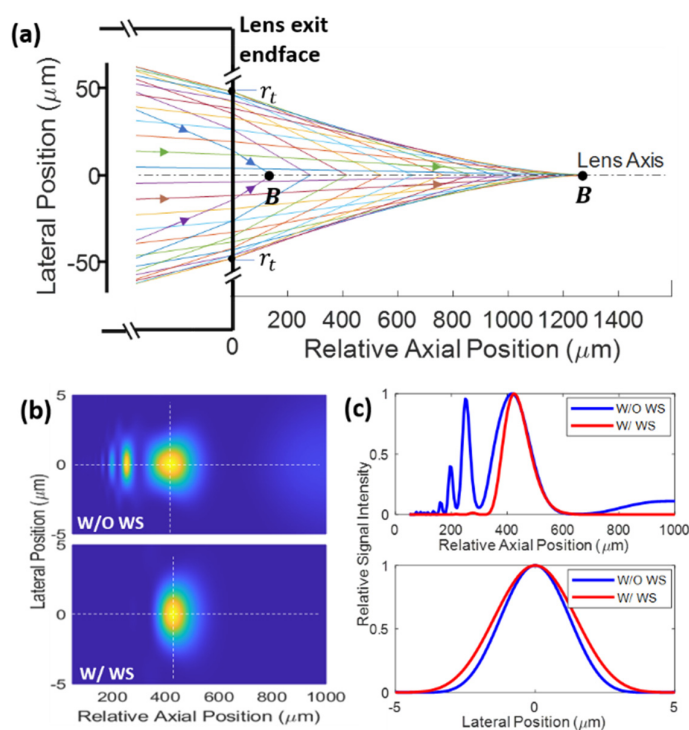 (a)
Lens exit
endface
Lateral Position (μm)
50
0
-50
r_t
r_t
B
B
Lens Axis
0
200
400
600
800
1000
1200
1400
Relative Axial Position (μm)
(b)
Lateral Position (μm)
5
0
-5
W/O WS
5
0
-5
W/ WS
200
400
600
800
1000
Relative Axial Position (μm)
(c)
Relative Signal Intensity
1
0.5
0
W/O WS
W/ WS
0
200
400
600
800
1000
Relative Axial Position (μm)
1
0.5
0
W/O WS
W/ WS
-5
0
5
Lateral Position (μm)